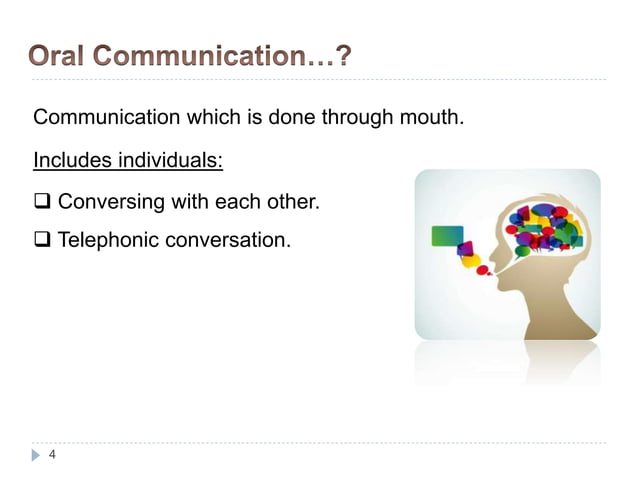 Oral Communication…?
Communication which is done through mouth.
Includes individuals:
❑ Conversing with each other.
❑ Telephonic conversation.
4